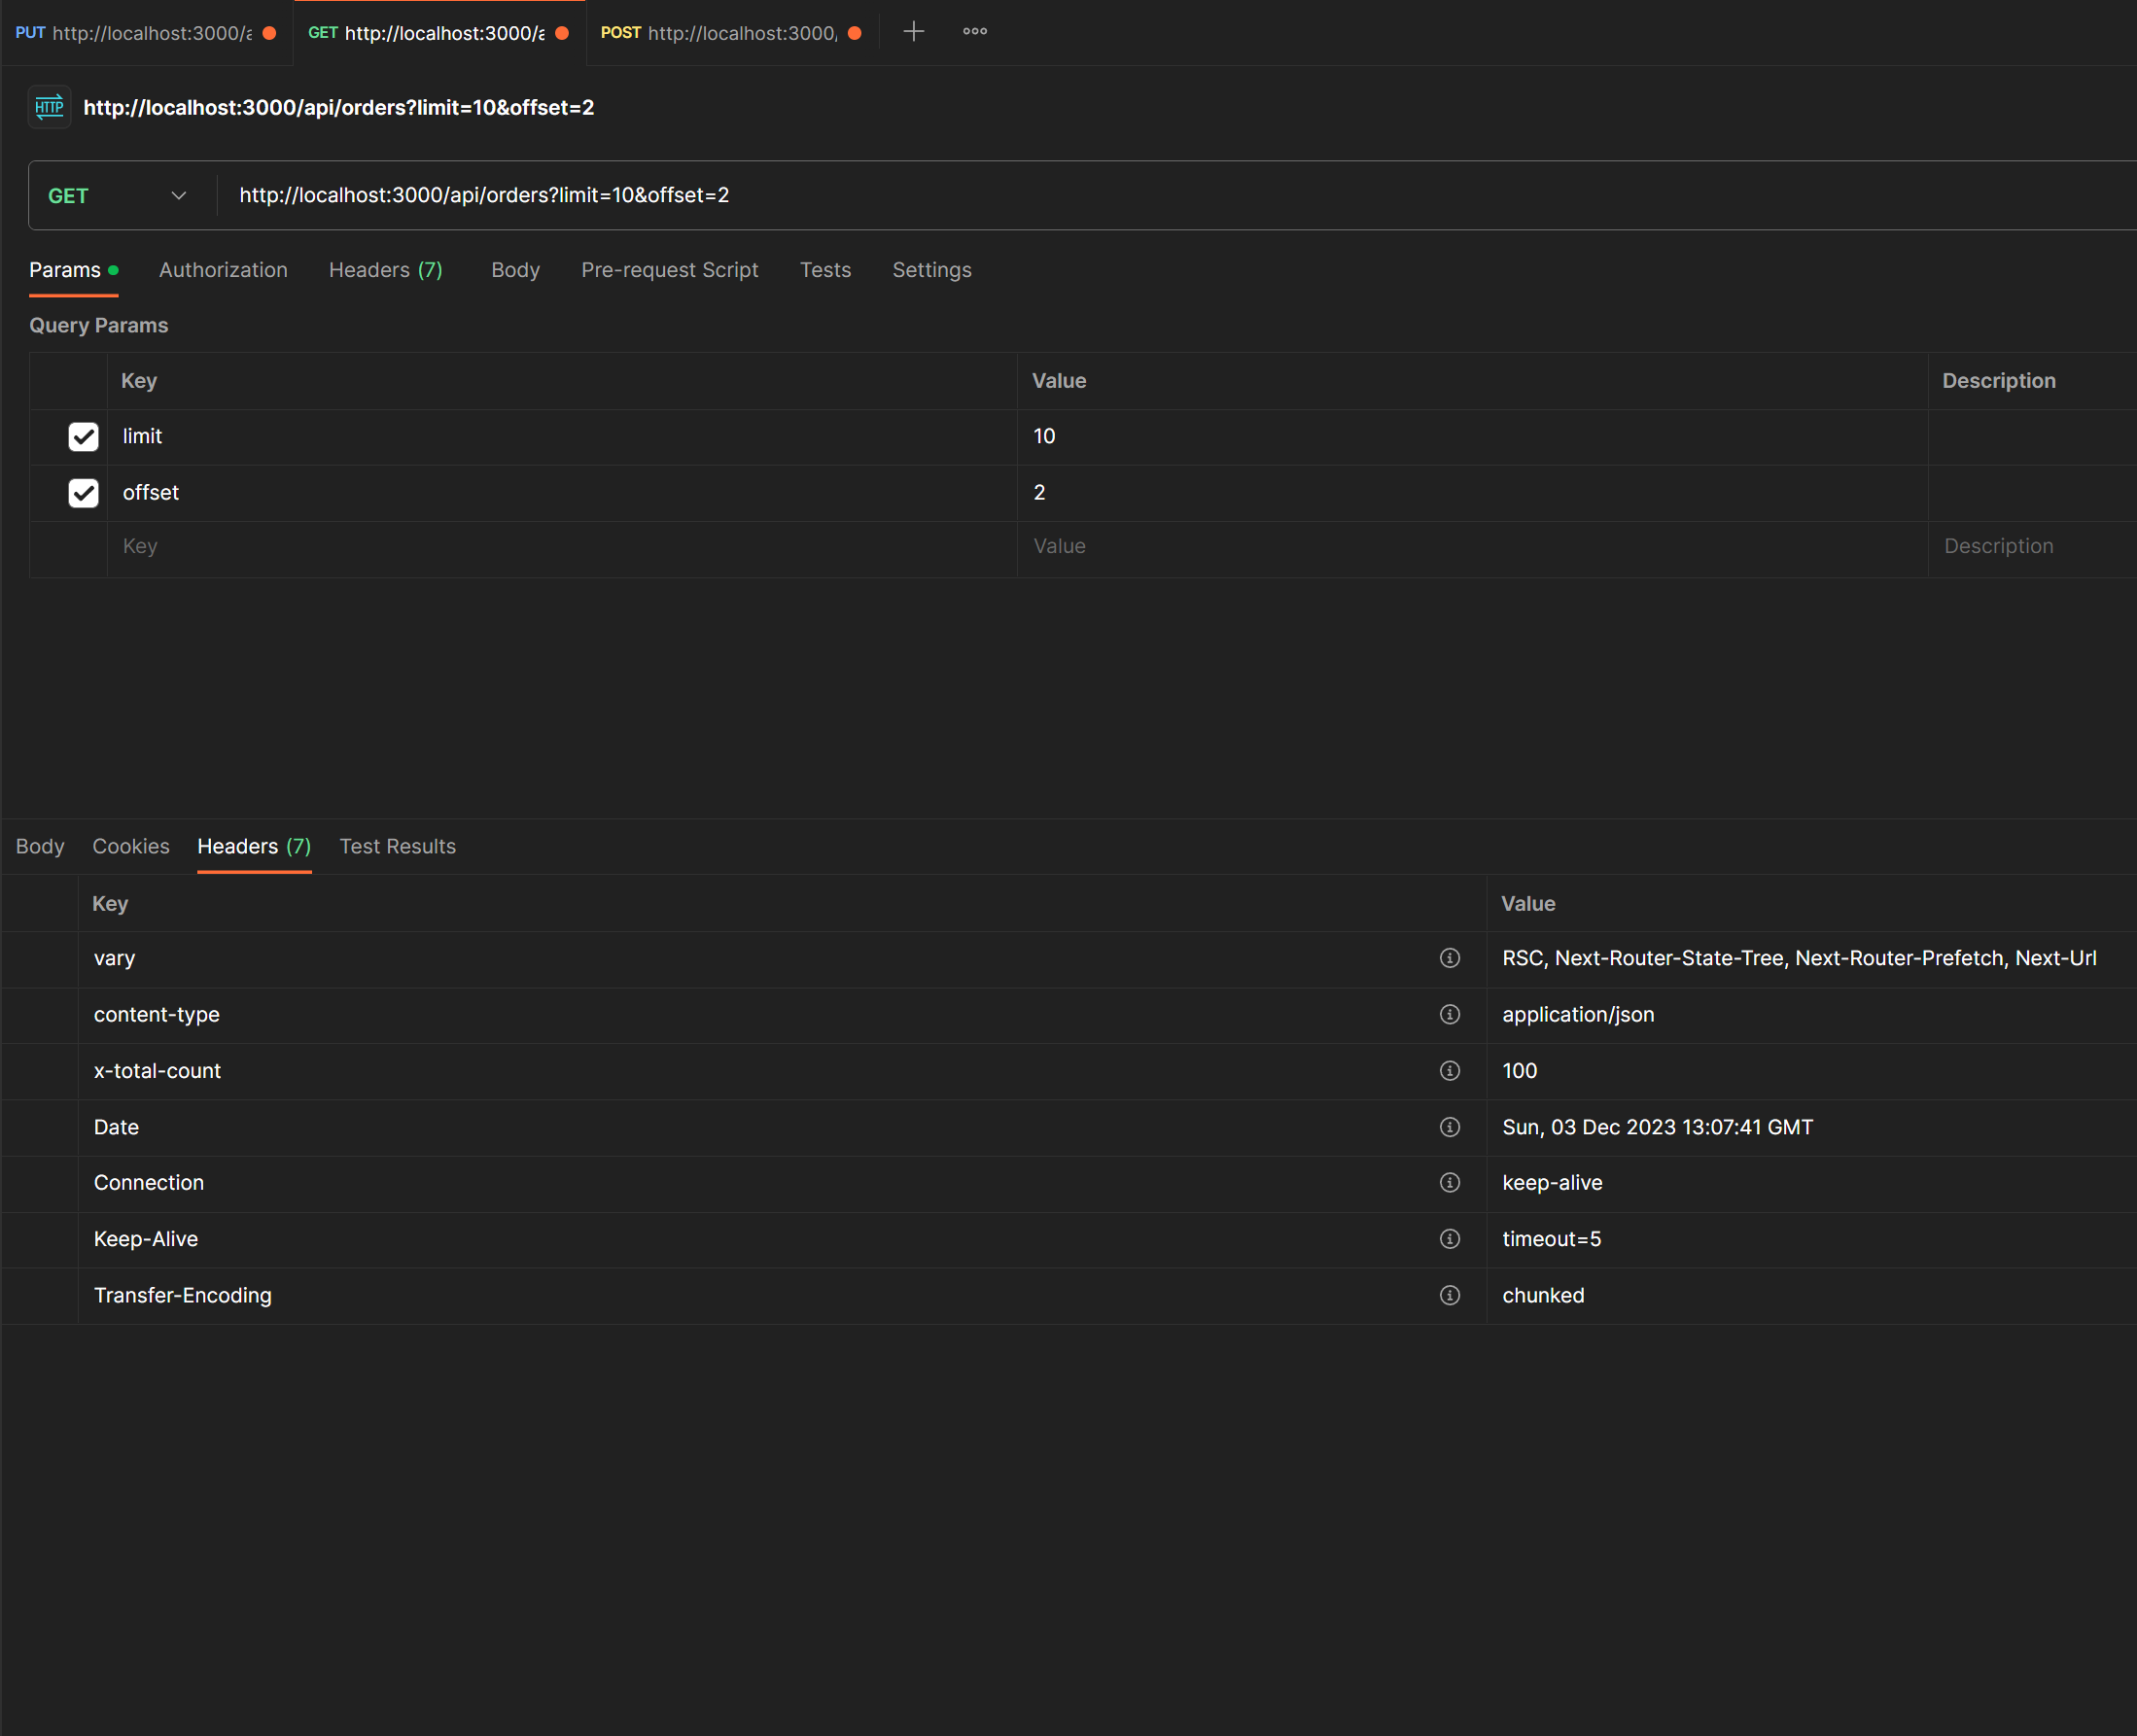 PUT http://localhost:3000/a GET http://localhost:3000/a POST http://localhost:3000/
HTTP http://localhost:3000/api/orders?limit=10&offset=2
GET http://localhost:3000/api/orders?limit=10&offset=2
Params Authorization Headers (7) Body Pre-request Script Tests Settings
Query Params
Key Value Description
limit 10
offset 2
Key Value Description
Body Cookies Headers (7) Test Results
Key Value
vary RSC, Next-Router-State-Tree, Next-Router-Prefetch, Next-Url
content-type application/json
x-total-count 100
Date Sun, 03 Dec 2023 13:07:41 GMT
Connection keep-alive
Keep-Alive timeout=5
Transfer-Encoding chunked